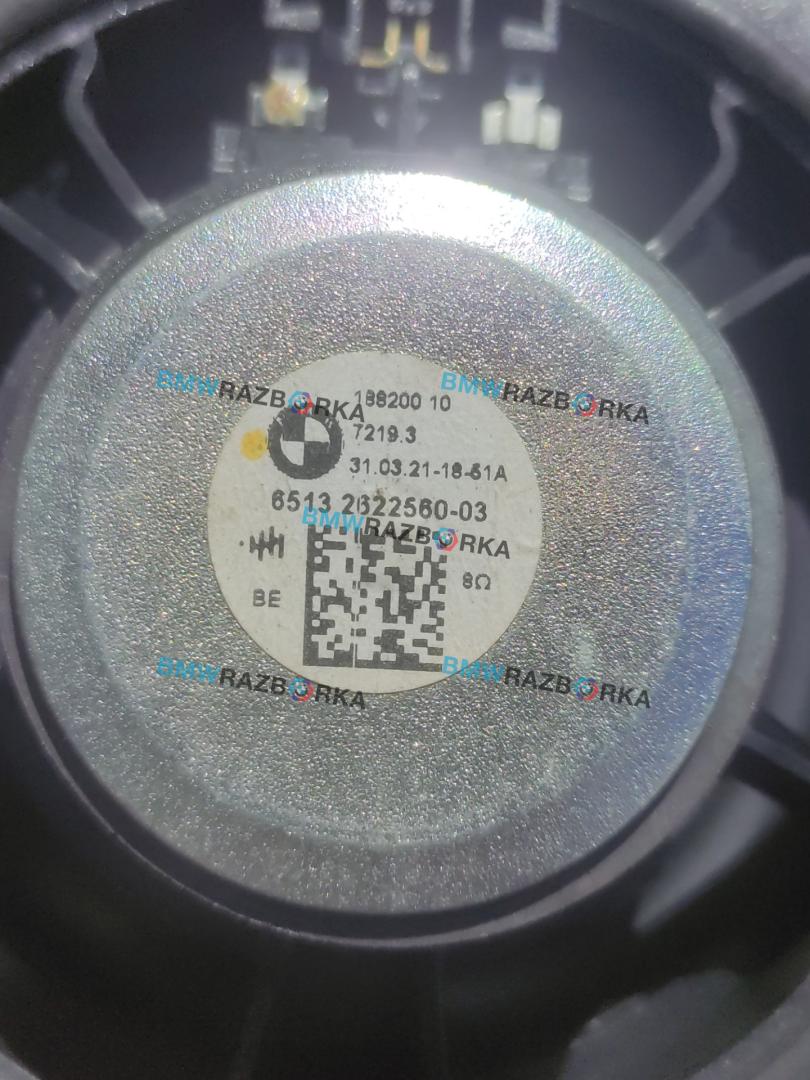 188200 10
7219.3
31.03.21-18-51A
6513 2622560-03
8Ω
BE
BMWRAZBORKA
BMWRAZBORKA
BMWRAZBORKA
BMWRAZBORKA
BMWRAZBORKA